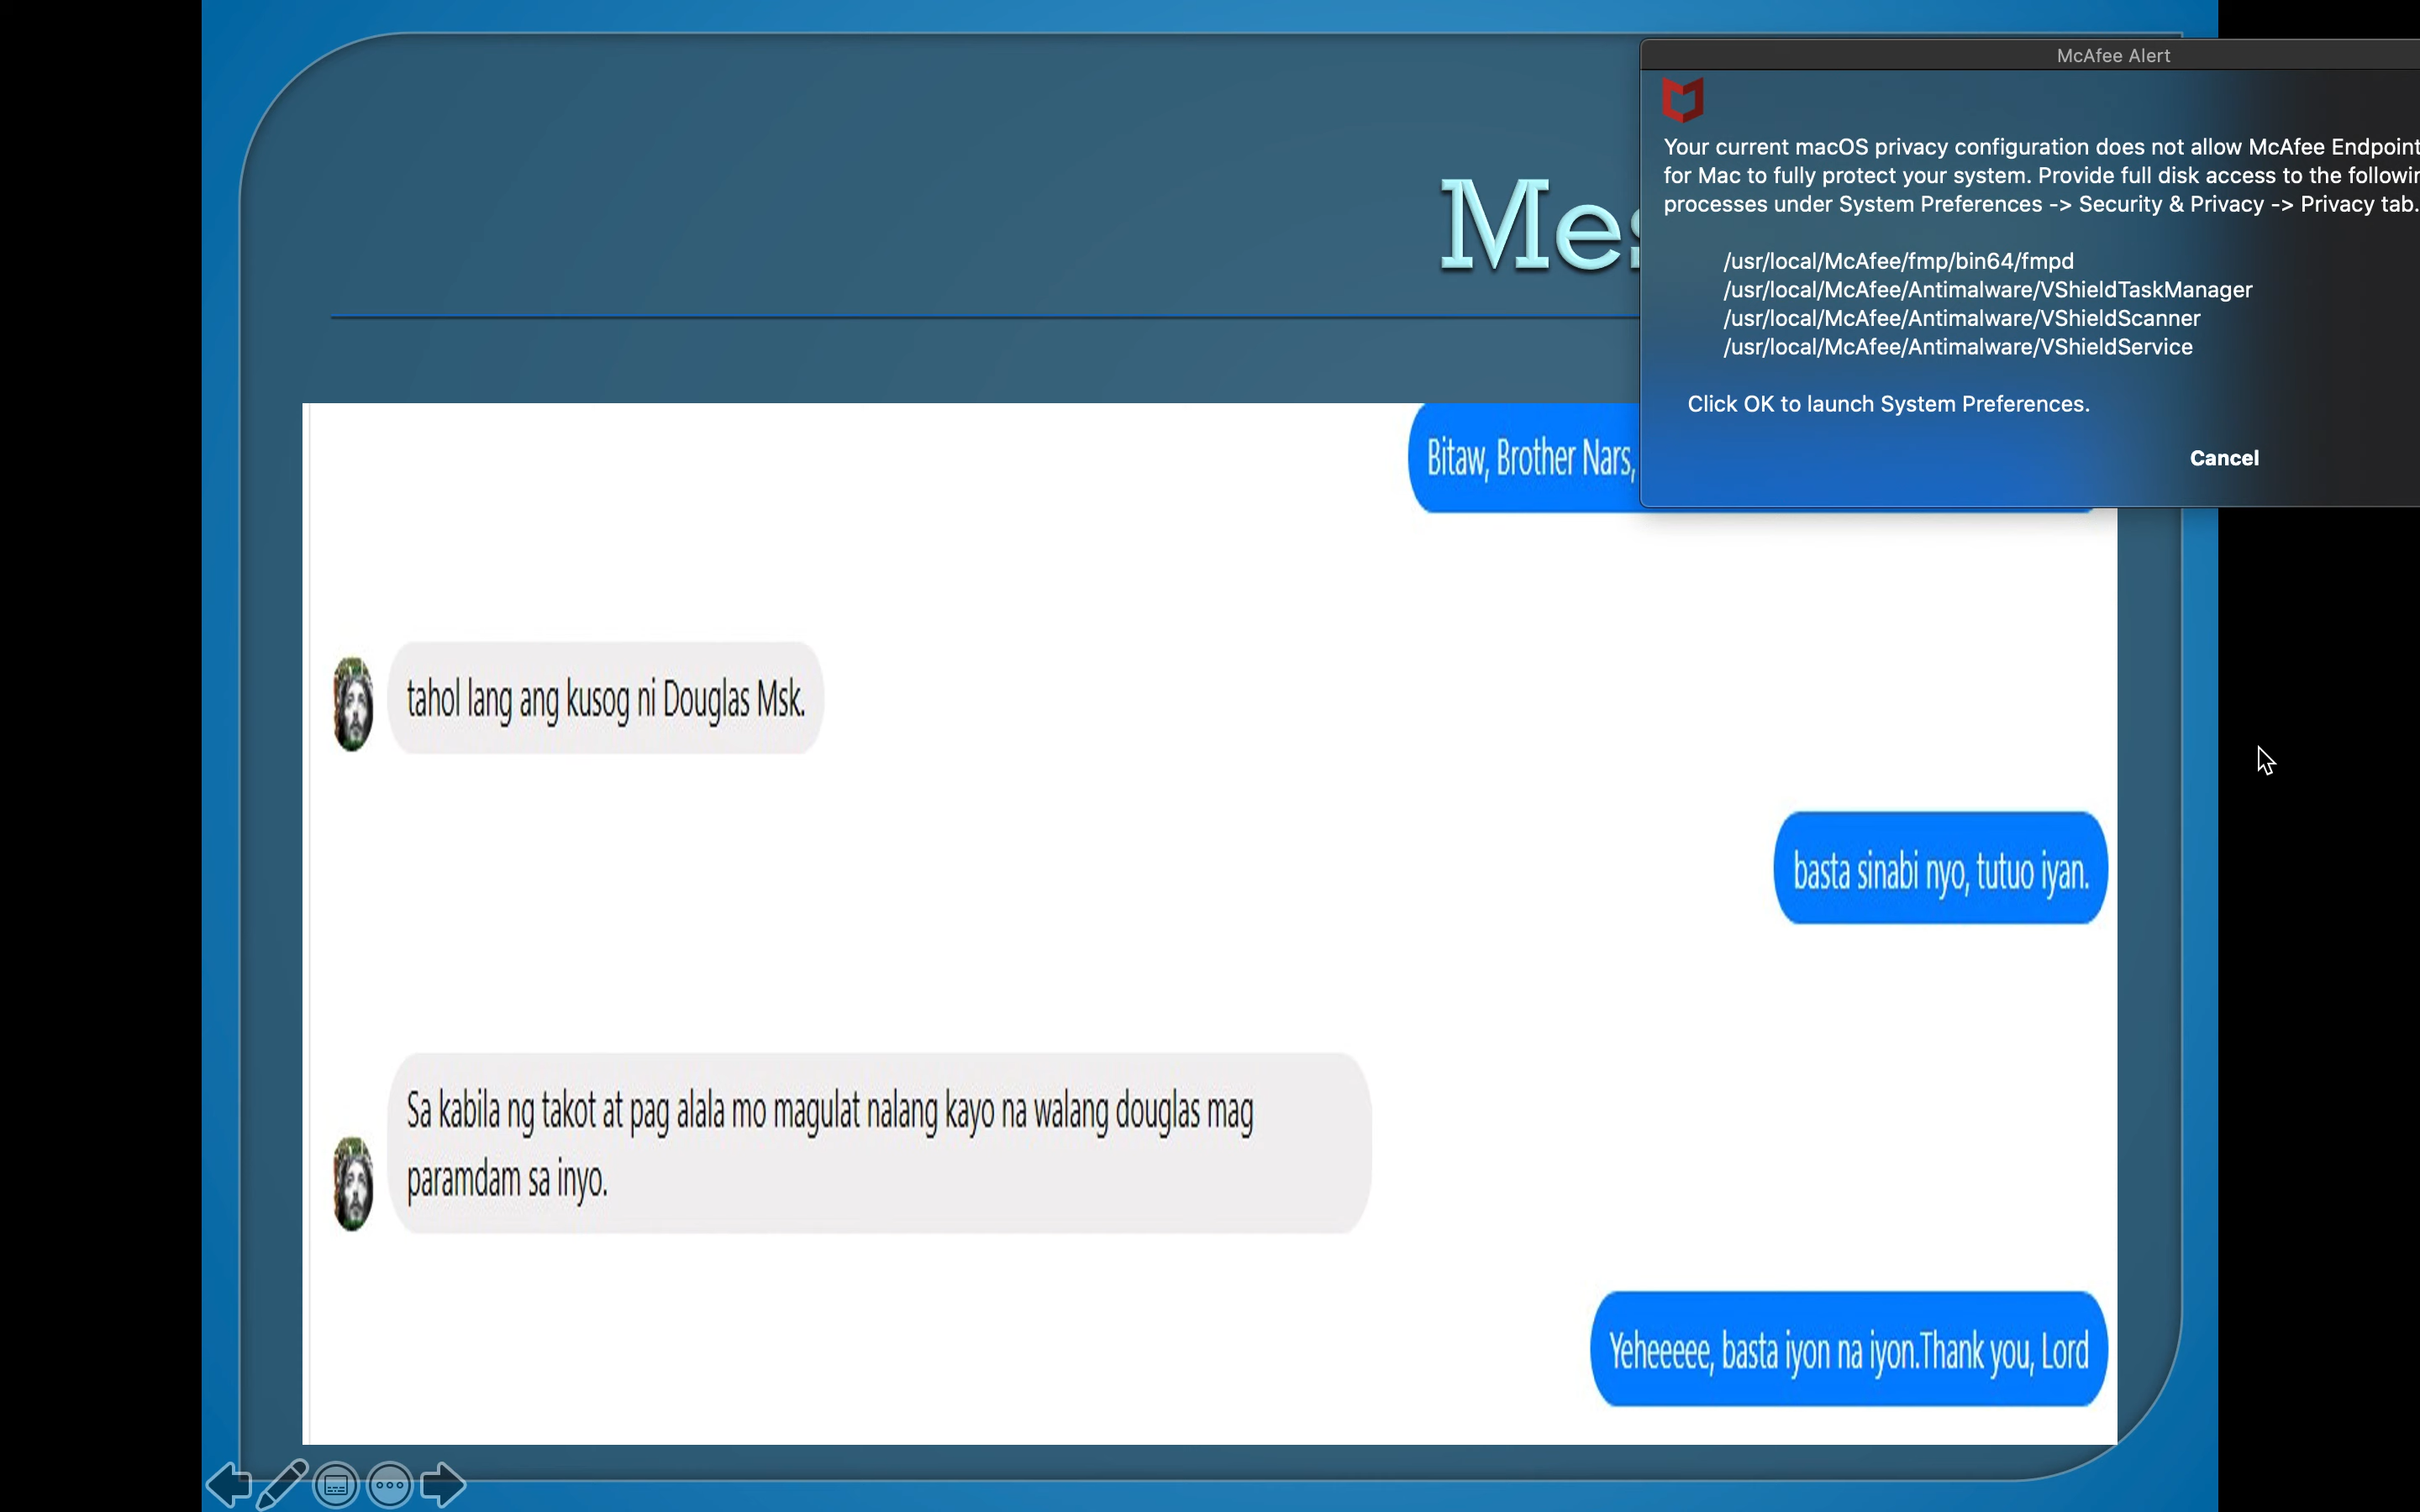 McAfee Alert
Your current macOS privacy configuration does not allow McAfee Endpoint
for Mac to fully protect your system. Provide full disk access to the
processes under System Preferences -> Security & Privacy -> Privacy tab.
/usr/local/McAfee/fmp/bin64/fmpd
/usr/local/McAfee/Antimalware/VShieldTaskManager
/usr/local/McAfee/Antimalware/VShieldScanner
/usr/local/McAfee/Antimalware/VShieldService
Click OK to launch System Preferences.
Cancel
Bitaw, Brother Nars,
tahol lang ang kusog ni Douglas Msk.
basta sinabi nyo, tutuo iyan.
Sa kabila ng takot at pag alala mo magulat nalang kayo na walang douglas mag
paramdam sa inyo.
Yeheeeee, basta iyon na iyon.Thank you, Lord